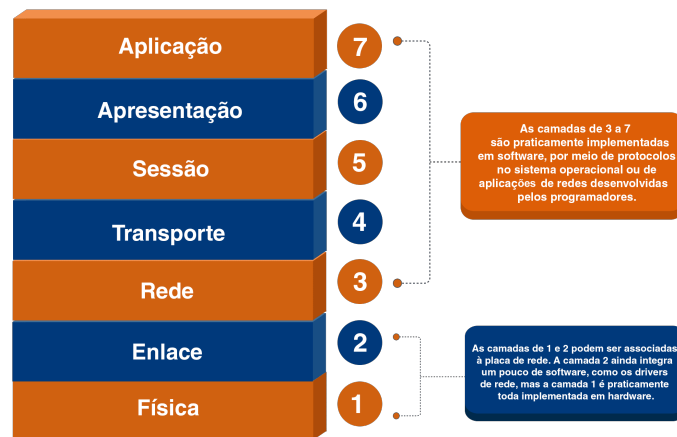 Aplicação
7
Apresentação
6
Sessão
5
Transporte
4
Rede
3
Enlace
2
Física
1
As camadas de 3 a 7
são praticamente implementadas
em software, por meio de protocolos
no sistema operacional ou de
aplicações de redes desenvolvidas
pelos programadores.
As camadas de 1 e 2 podem ser associadas
à placa de rede. A camada 2 ainda integra
um pouco de software, como os drivers
de rede, mas a camada 1 é praticamente
toda implementada em hardware.